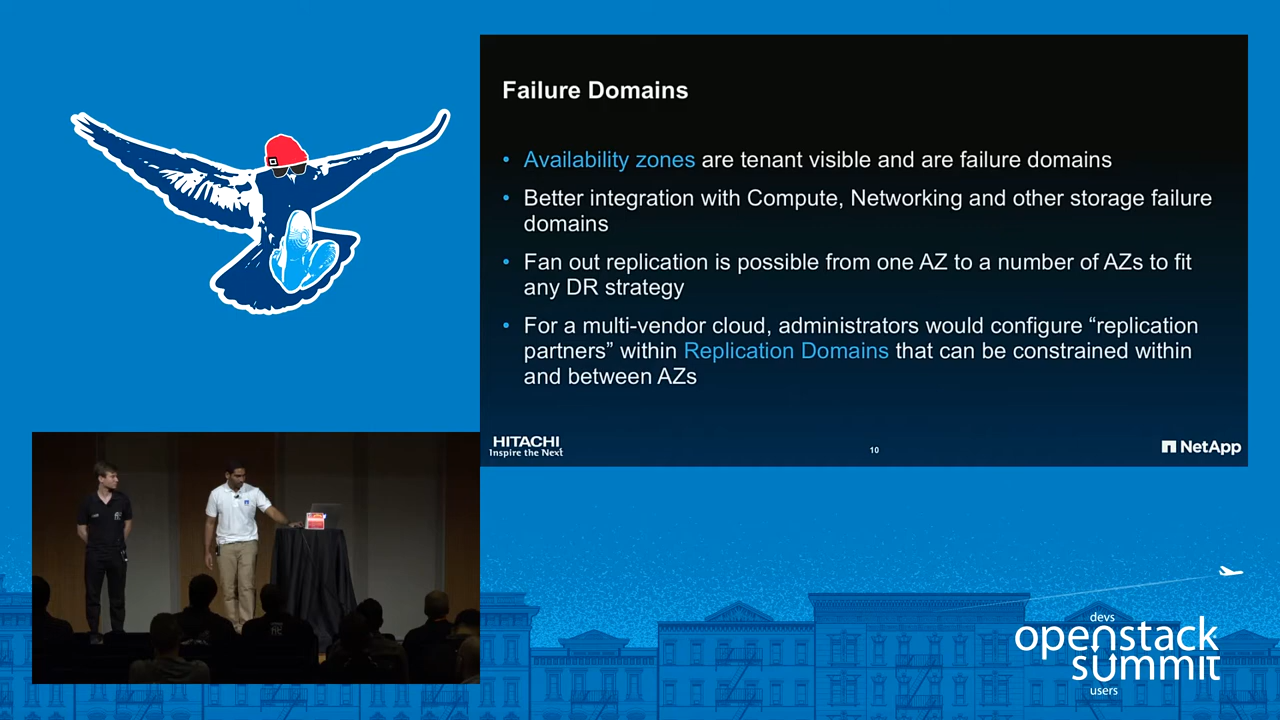 Failure Domains
• Availability zones are tenant visible and are failure domains
• Better integration with Compute, Networking and other storage failure
domains
• Fan out replication is possible from one AZ to a number of AZs to fit
any DR strategy
• For a multi-vendor cloud, administrators would configure “replication
partners” within Replication Domains that can be constrained within
and between AZs
HITACHI
Inspire the Next
10
NetApp
devs
openstack
summit
users